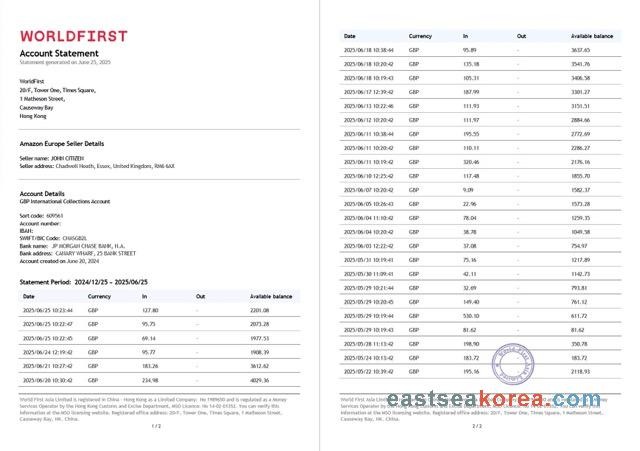 WORLDFIRST
Account Statement
Statement generated on June 25, 2025
WorldFirst
20/F, Tower One, Times Square,
1 Matheson Street,
Causeway Bay
Hong Kong
Amazon Europe Seller Details
Seller name: JOHN CITIZEN
Seller address: Chadwell Heath, Essex, United Kingdom, RM6 6AX
Account Details
GBP International Collections Account
Sort code: 609561
Account number:
IBAN:
SWIFT/BIC Code: CHASGB2L
Bank name: JP MORGAN CHASE BANK, N.A.
Bank address: CANARY WHARF, 25 BANK STREET
Account created on June 20, 2024
Statement Period: 2024/12/25 ~ 2025/06/25
Date Currency In Out Available balance
2025/06/25 10:23:44 GBP 127.80 - 2201.08
2025/06/25 10:22:47 GBP 95.75 - 2073.28
2025/06/25 10:22:45 GBP 69.14 - 1977.53
2025/06/24 12:19:42 GBP 95.77 - 1908.39
2025/06/21 10:27:42 GBP 183.26 - 3612.62
2025/06/20 10:30:42 GBP 234.98 - 4029.36
World First Asia Limited is registered in China - Hong Kong as a Limited Company: No 1989650 and is regulated as a Money
Services Operator by the Hong Kong Customs and Excise Department, MSO Licence: No 14-02-01352. You can verify this
information at the MSO licensing website. Registered office address: 20/F, Tower One, Times Square, 1 Matheson Street,
Causeway Bay, HK. China.
1 / 2
Date Currency In Out Available balance
2025/06/18 10:38:44 GBP 95.89 - 3637.65
2025/06/18 10:20:42 GBP 135.18 - 3541.76
2025/06/18 10:19:43 GBP 105.31 - 3406.58
2025/06/17 12:39:42 GBP 187.99 - 3301.27
2025/06/13 10:22:46 GBP 111.93 - 3151.51
2025/06/12 10:20:42 GBP 111.97 - 2884.66
2025/06/11 10:38:44 GBP 195.55 - 2772.69
2025/06/11 10:20:44 GBP 110.11 - 2286.27
2025/06/11 10:19:42 GBP 320.46 - 2176.16
2025/06/10 12:25:42 GBP 117.48 - 1855.70
2025/06/07 10:20:42 GBP 9.09 - 1582.37
2025/06/05 10:26:43 GBP 22.96 - 1573.28
2025/06/04 11:10:42 GBP 78.04 - 1259.35
2025/06/04 10:20:42 GBP 38.78 - 1049.58
2025/06/03 12:22:42 GBP 37.08 - 754.97
2025/05/31 10:19:41 GBP 75.16 - 1217.89
2025/05/30 11:09:41 GBP 42.11 - 1142.73
2025/05/29 10:21:44 GBP 32.69 - 793.81
2025/05/29 10:20:45 GBP 149.40 - 761.12
2025/05/29 10:19:44 GBP 530.10 - 611.72
2025/05/29 10:19:43 GBP 81.62 - 81.62
2025/05/28 11:13:42 GBP 198.90 350.78
2025/05/24 10:13:42 GBP 183.72 183.72
2025/05/22 10:39:42 GBP 195.16 2118.93
World First Asia Limited
World First Asia Limited is registered in China - Hong Kong as a Limited Company:
Services Operator by the Hong Kong Customs and Excise Department, MSO Licence: No 14-02-01352. You can verify this
information at the MSO licensing website. Registered office address: 20/F, Tower One, Times Square, 1 Matheson Street,
Causeway Bay, HK. China.
eastseakorea.com
2 / 2